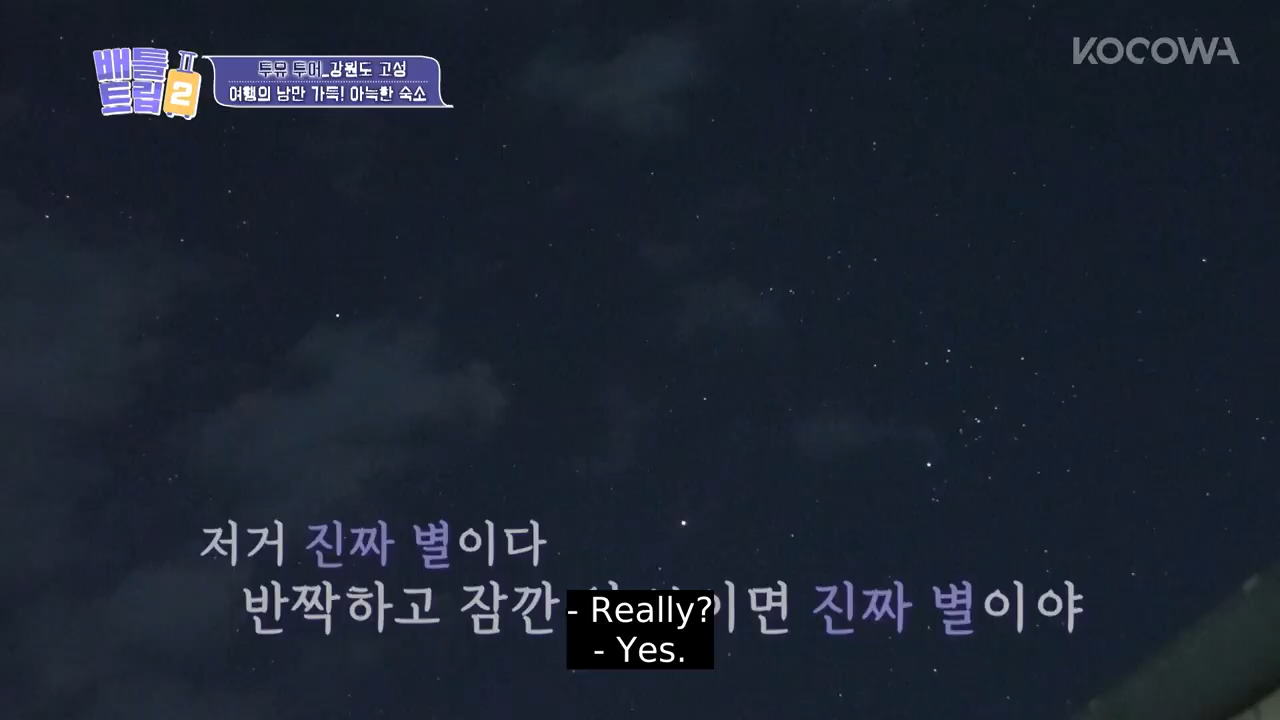 배틀
트립 2
투뮤 투어_강원도 고성
여행의 낭만 가득! 아늑한 숙소
KOCOWA
저거 진짜 별이다
반짝하고 잠깐 이면 진짜 별이야
- Really?
- Yes.